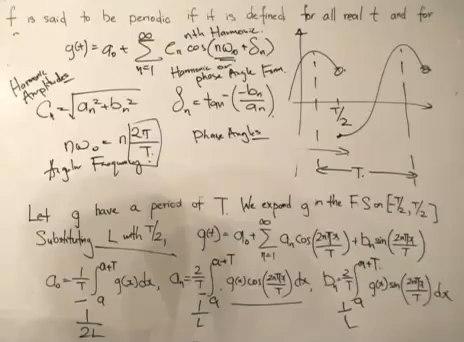 f is said to be periodic if it is defined for all real t and for
nth Harmonic.
g(t) = a₀ + ∑_{n=1}^{∞} Cₙ cos(nω₀ + δₙ)
Harmonic or phase Angle Form.
Harmonic Amplitudes
Cₙ = √(aₙ² + bₙ²)
δₙ = tan⁻(-bₙ/aₙ)
nω₀ = n 2π/T
Angular Frequency
phase Angles
T/2
T
Let g have a period of T. We expand g in the FS on [-T/2, T/2]
Substituting L with T/2, g(t) = a₀ + ∑_{n=1}^{∞} aₙ cos(2nπx/T) + bₙ sin(2nπx/T)
a₀ = 1/T ∫_{a}^{a+T} g(x) dx, aₙ = 2/T ∫_{a}^{a+T} g(x) cos(2nπx/T) dx, bₙ = 2/T ∫_{a}^{a+T} g(x) sin(2nπx/T) dx
1/2L
1/L
1/L